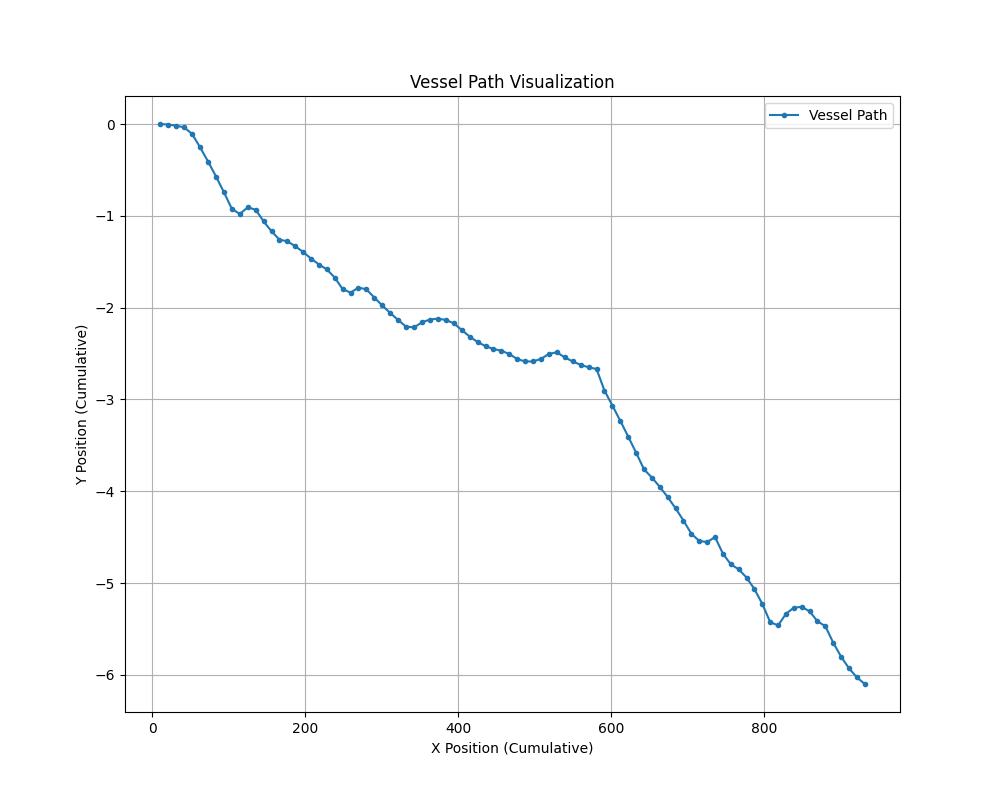 Vessel Path Visualization
Vessel Path
0
−1
−2
−3
−4
−5
−6
Y Position (Cumulative)
0 200 400 600 800
X Position (Cumulative)